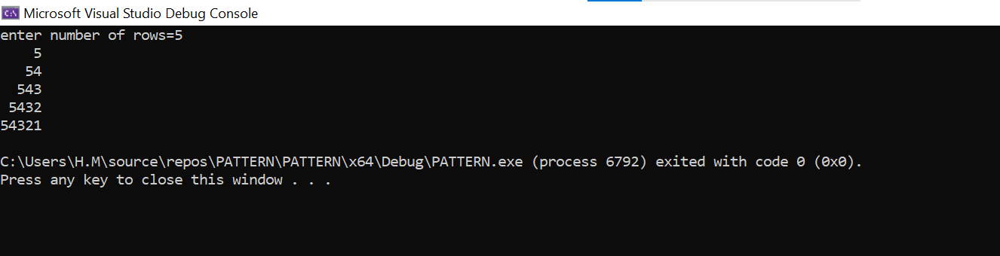 Microsoft Visual Studio Debug Console
enter number of rows=5
    5
   54
  543
 5432
54321
C:\Users\H.M\source\repos\PATTERN\PATTERN\x64\Debug\PATTERN.exe (process 6792) exited with code 0 (0x0).
Press any key to close this window . . .